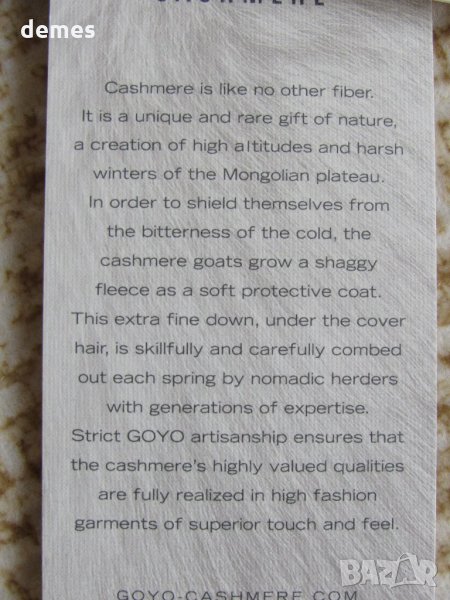 demes
CASHMERE
Cashmere is like no other fiber.
It is a unique and rare gift of nature,
a creation of high altitudes and harsh
winters of the Mongolian plateau.
In order to shield themselves from
the bitterness of the cold, the
cashmere goats grow a shaggy
fleece as a soft protective coat.
This extra fine down, under the cover
hair, is skillfully and carefully combed
out each spring by nomadic herders
with generations of expertise.
Strict GOYO artisanship ensures that
the cashmere's highly valued qualities
are fully realized in high fashion
garments of superior touch and feel.
GOYO-CASHMERE.COM
BAZAR